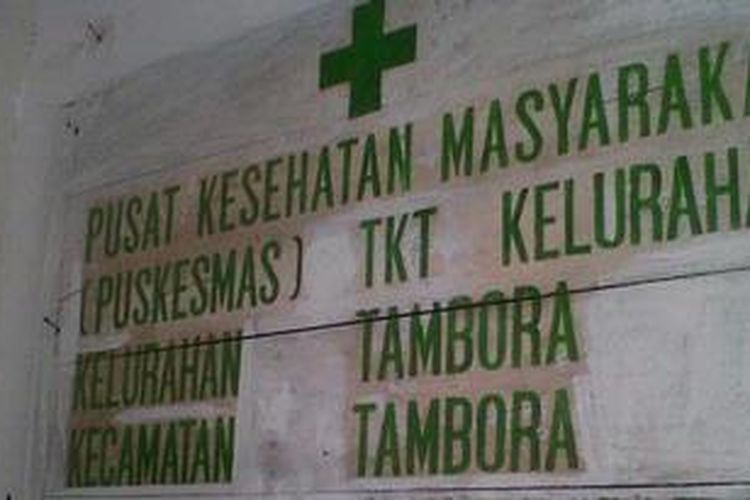 PUSAT KESEHATAN MASYARAKA
(PUSKESMAS) TKT KELURAHA
KELURAHAN TAMBORA
KECAMATAN TAMBORA